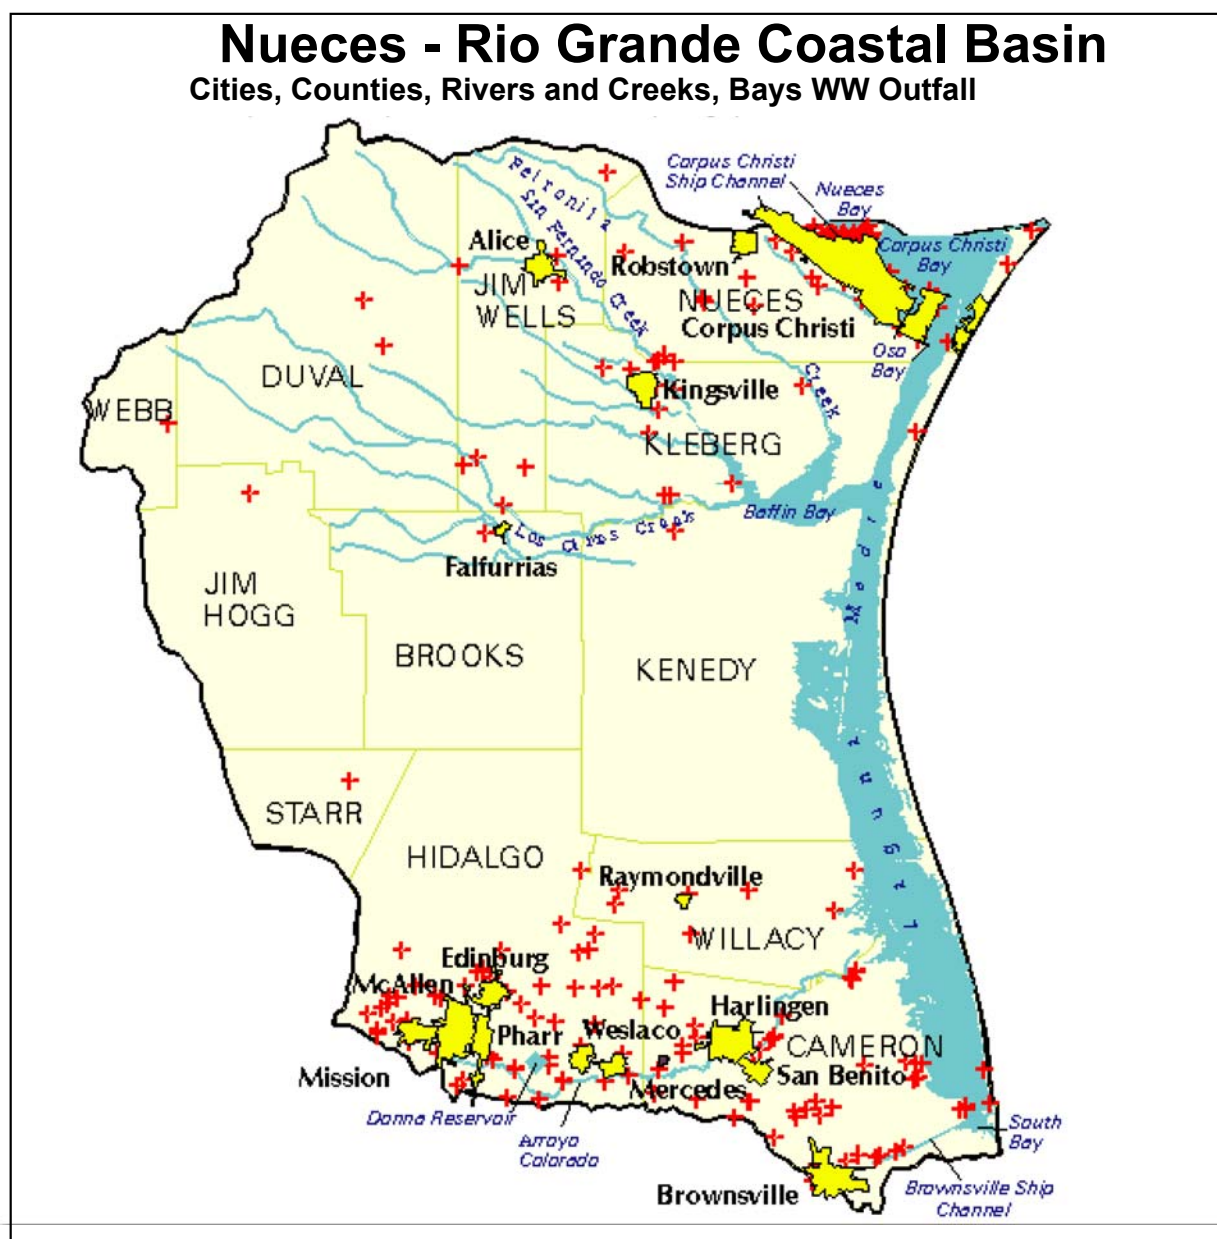 Nueces - Rio Grande Coastal Basin
Cities, Counties, Rivers and Creeks, Bays WW Outfall
Corpus Christi
Ship Channel
Nueces
Bay
Petronila
San Fernando Creek
Alice
Robstown
Corpus Christi
Bay
JIM
WELLS
NUECES
Corpus Christi
Oso
Bay
Creek
DUVAL
WEBB
Kingsville
KLEBERG
Baffin Bay
Los Olmos Creek
Falfurrias
JIM
HOGG
BROOKS
KENEDY
Laguna Madre
STARR
HIDALGO
Raymondville
WILLACY
Edinburg
McAllen
Harlingen
Pharr
Weslaco
CAMERON
Mission
Mercedes
San Benito
Donna Reservoir
Arroyo
Colorado
South
Bay
Brownsville
Brownsville Ship
Channel